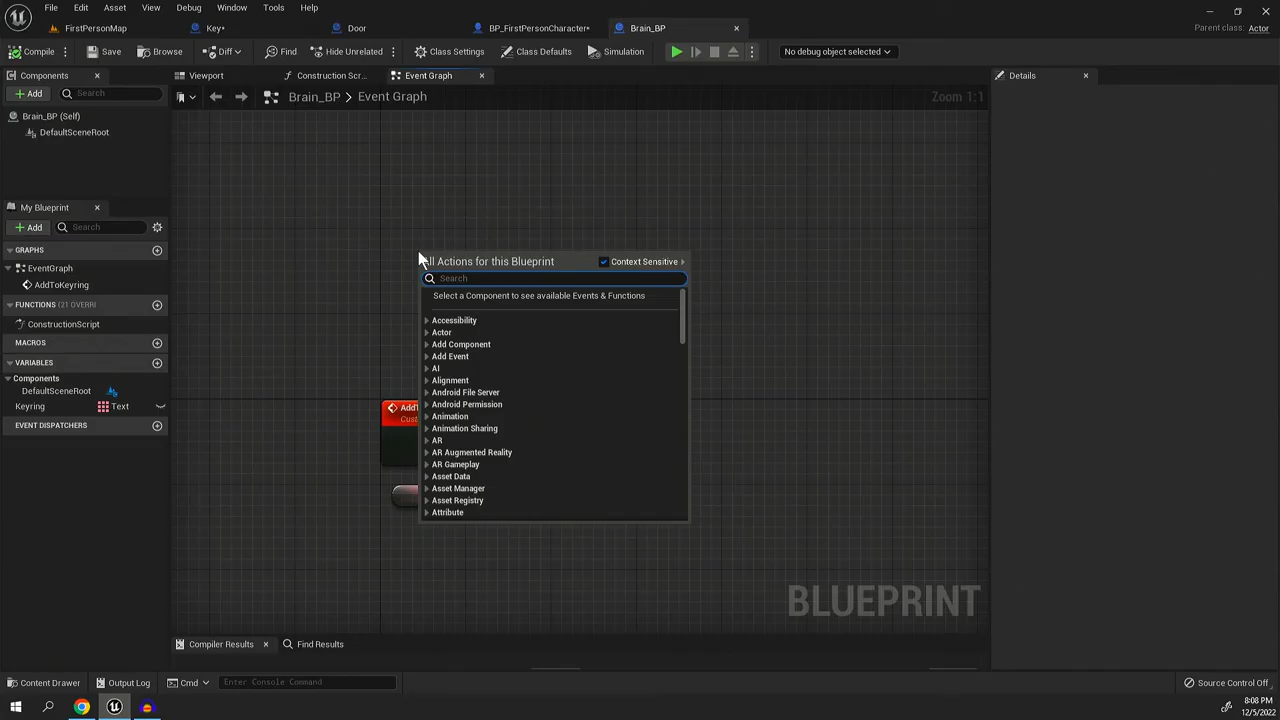 File Edit Asset View Debug Window Tools Help
FirstPersonMap Key* Door BP_FirstPersonCharacter* Brain_BP
Parent class: Actor
Compile Save Browse Diff Find Hide Unrelated Class Settings Class Defaults Simulation No debug object selected
Components Viewport Construction Scr... Event Graph Details
Add Search Brain_BP > Event Graph Zoom 1:1
Brain_BP (Self)
DefaultSceneRoot
My Blueprint
Add Search
GRAPHS
EventGraph
AddToKeyring
FUNCTIONS (21 OVERRI
ConstructionScript
MACROS
VARIABLES
Components
DefaultSceneRoot
Keyring Text
EVENT DISPATCHERS
ll Actions for this Blueprint Context Sensitive
Search
Select a Component to see available Events & Functions
Accessibility
Actor
Add Component
Add Event
AI
Alignment
Android File Server
Android Permission
Animation
Animation Sharing
AR
AR Augmented Reality
AR Gameplay
Asset Data
Asset Manager
Asset Registry
Attribute
AddT
Cust
BLUEPRINT
Compiler Results Find Results
Content Drawer Output Log Cmd Enter Console Command Source Control Off
8:08 PM
12/5/2022